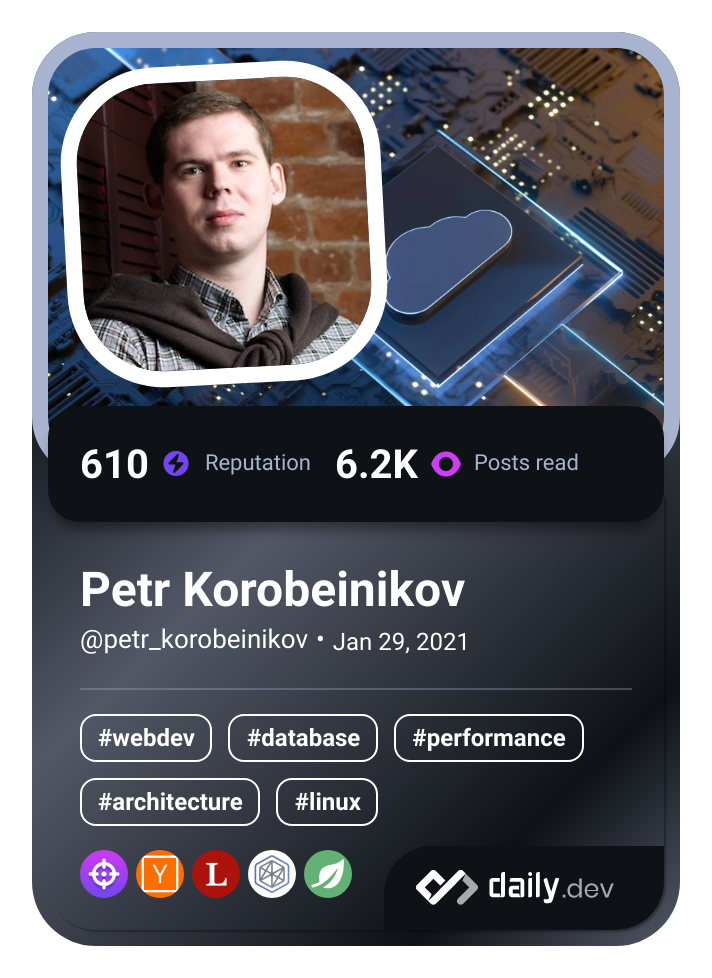 610 Reputation 6.2K Posts read
Petr Korobeinikov
@petr_korobeinikov • Jan 29, 2021
#webdev #database #performance
#architecture #linux
Y L daily.dev